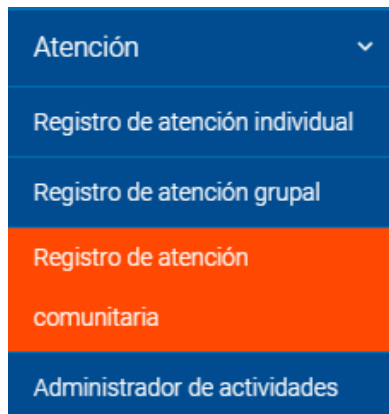 Atención
Registro de atención individual
Registro de atención grupal
Registro de atención
comunitaria
Administrador de actividades